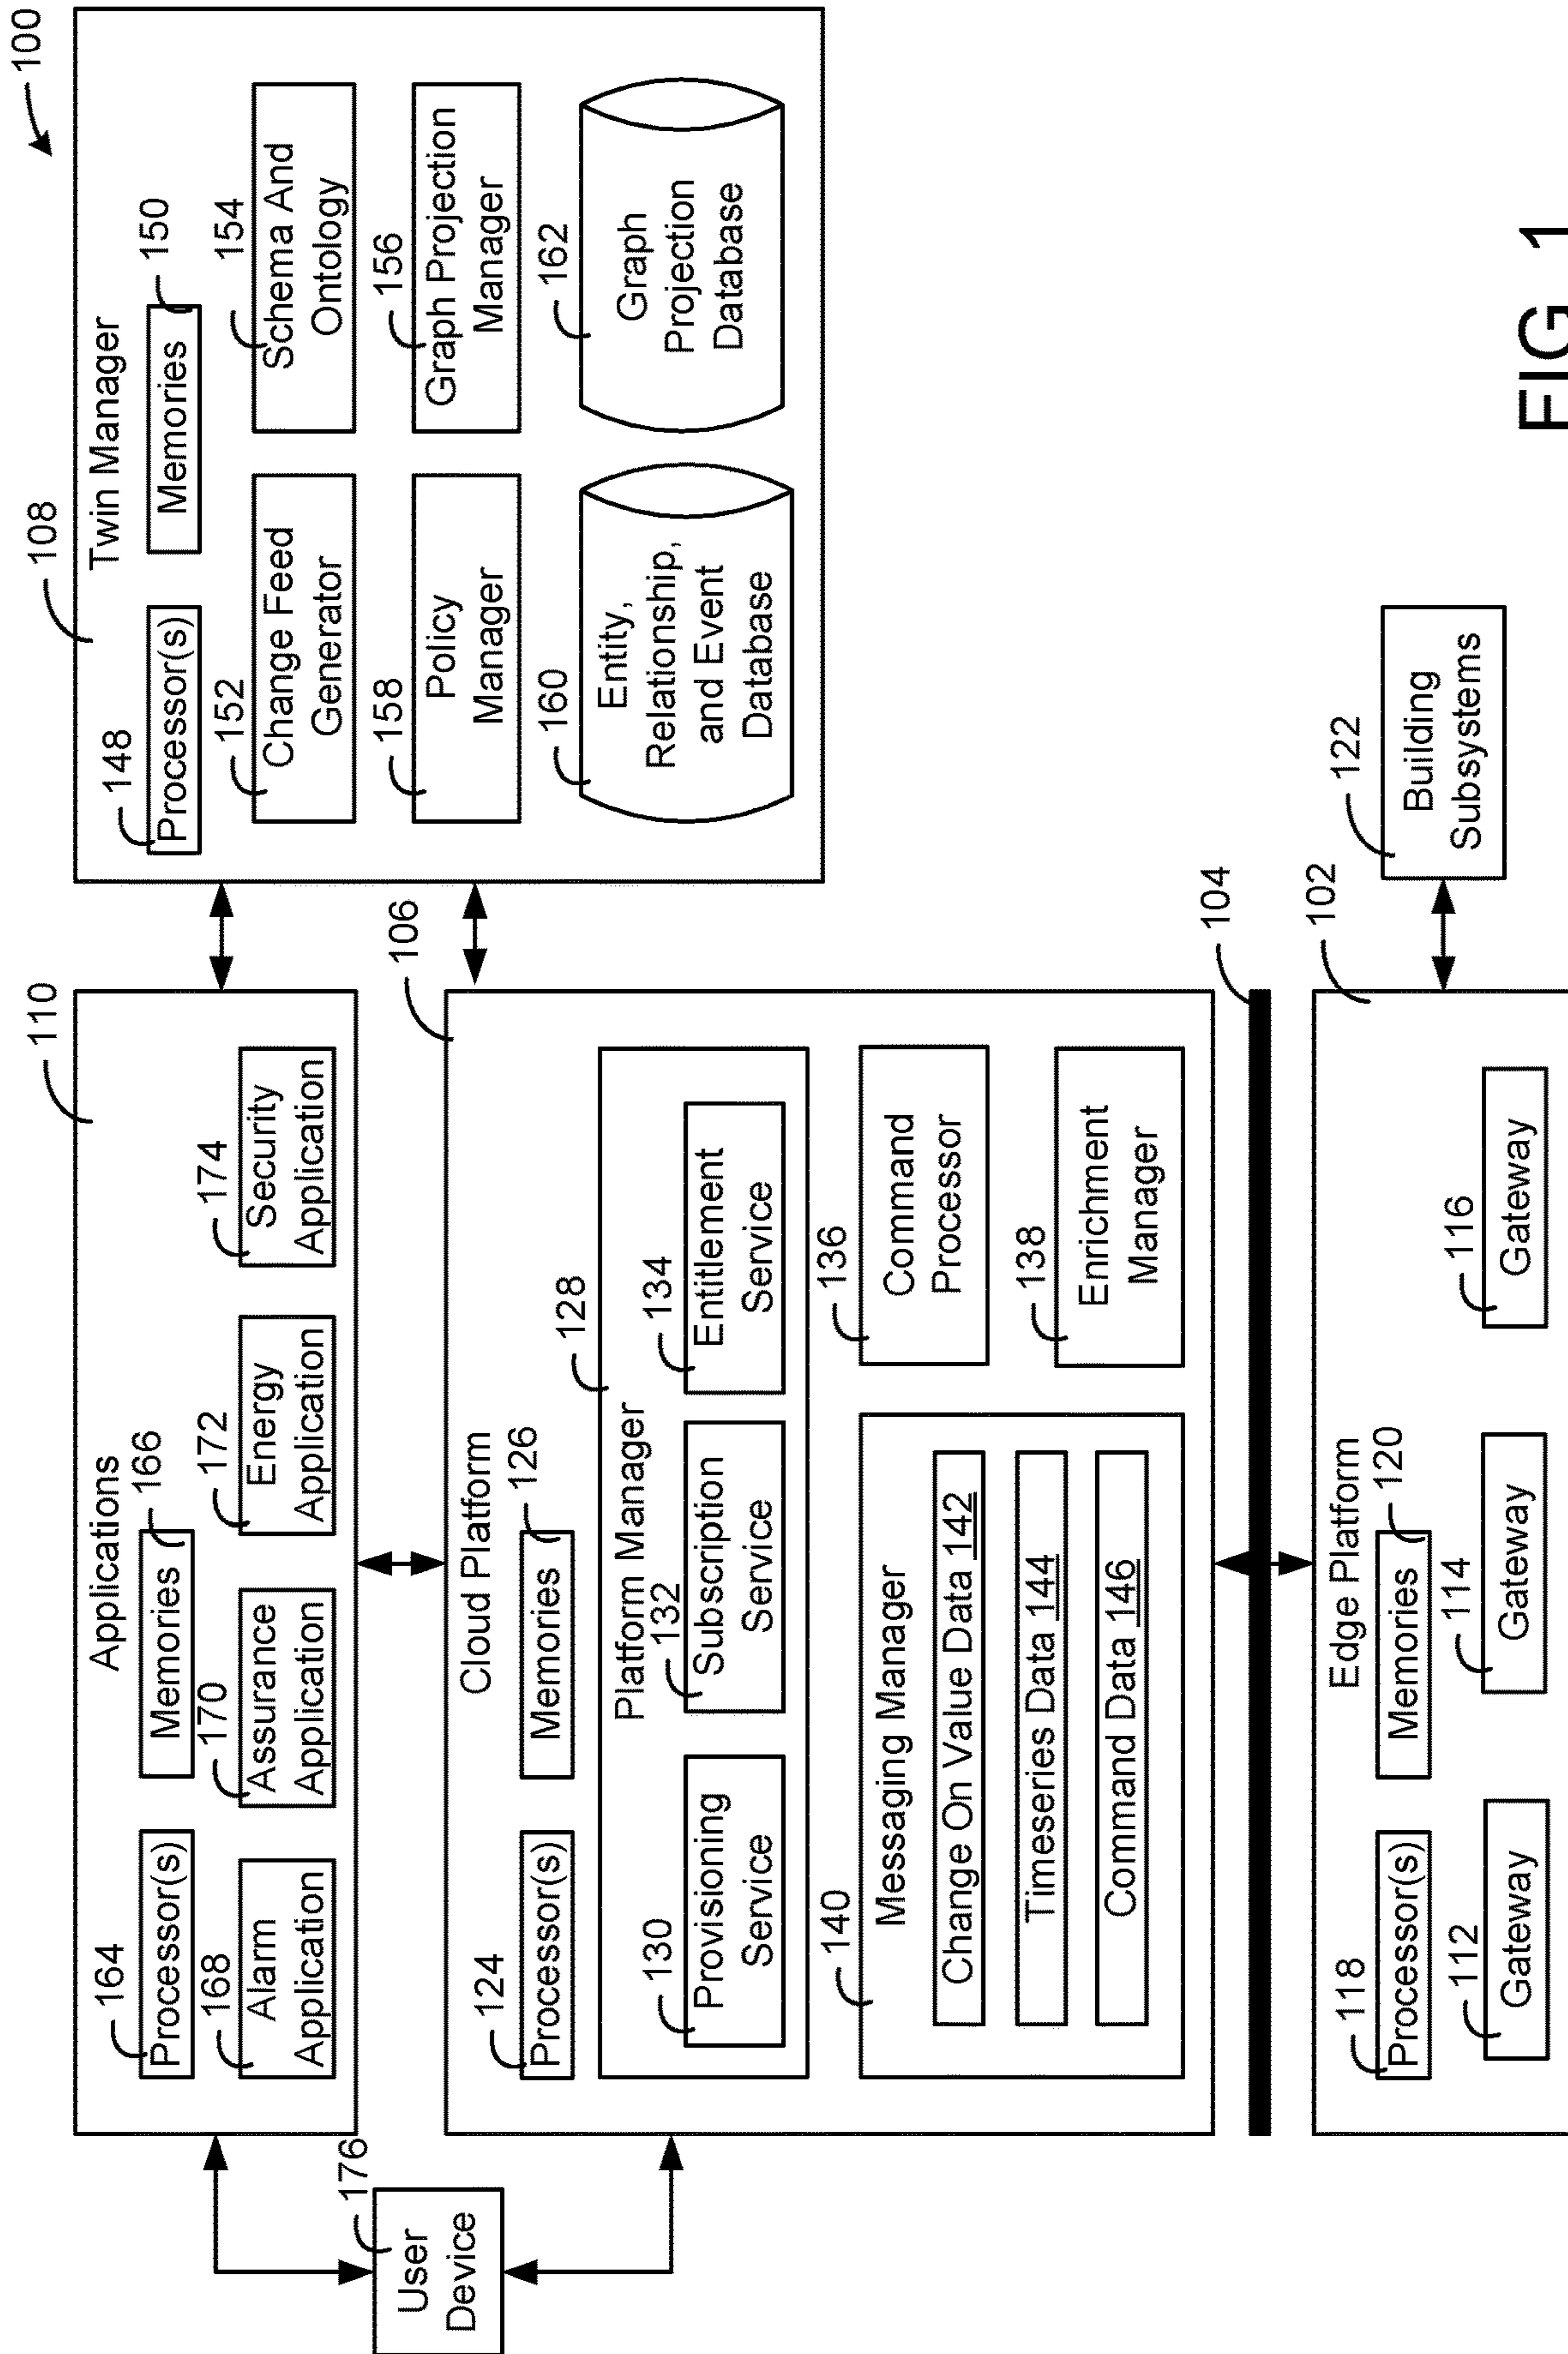 100
110
Applications
164
Processor(s)
Memories
166
168
Alarm
Application
170
Assurance
Application
172
Energy
Application
174
Security
Application
108
Twin Manager
148
Processor(s)
Memories
150
152
Change Feed
Generator
154
Schema And
Ontology
158
Policy
Manager
156
Graph Projection
Manager
160
Entity,
Relationship,
and Event
Database
162
Graph
Projection
Database
176
User
Device
106
Cloud Platform
124
Processor(s)
Memories
126
128
Platform Manager
130
Provisioning
Service
132
Subscription
Service
134
Entitlement
Service
140
Messaging Manager
Change On Value Data 142
Timeseries Data 144
Command Data 146
136
Command
Processor
138
Enrichment
Manager
104
102
Edge Platform
118
Processor(s)
Memories
120
112
Gateway
114
Gateway
116
Gateway
122
Building
Subsystems
FIG. 1